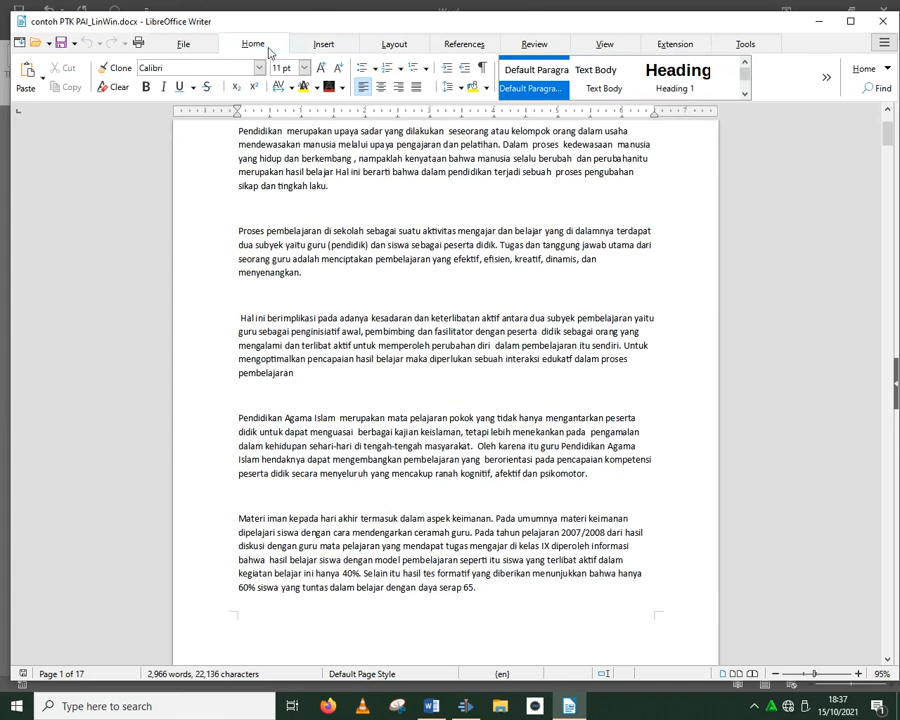 contoh PTK PAI_LinWin.docx - LibreOffice Writer
File Home Insert Layout References Review View Extension Tools
Paste Cut Copy Clone Clear
Calibri 11 pt
Default Paragra Text Body Heading
Default Paragra... Text Body Heading 1
Home
Find
Pendidikan merupakan upaya sadar yang dilakukan seseorang atau kelompok orang dalam usaha
mendewasakan manusia melalui upaya pengajaran dan pelatihan. Dalam proses kedewasaan manusia
yang hidup dan berkembang , nampaklah kenyataan bahwa manusia selalu berubah dan perubahanitu
merupakan hasil belajar Hal ini berarti bahwa dalam pendidikan terjadi sebuah proses pengubahan
sikap dan tingkah laku.
Proses pembelajaran di sekolah sebagai suatu aktivitas mengajar dan belajar yang di dalamnya terdapat
dua subyek yaitu guru (pendidik) dan siswa sebagai peserta didik. Tugas dan tanggung jawab utama dari
seorang guru adalah menciptakan pembelajaran yang efektif, efisien, kreatif, dinamis, dan
menyenangkan.
Hal ini berimplikasi pada adanya kesadaran dan keterlibatan aktif antara dua subyek pembelajaran yaitu
guru sebagai penginisiatif awal, pembimbing dan fasilitator dengan peserta didik sebagai orang yang
mengalami dan terlibat aktif untuk memperoleh perubahan diri dalam pembelajaran itu sendiri. Untuk
mengoptimalkan pencapaian hasil belajar maka diperlukan sebuah interaksi edukatif dalam proses
pembelajaran
Pendidikan Agama Islam merupakan mata pelajaran pokok yang tidak hanya mengantarkan peserta
didik untuk dapat menguasai berbagai kajian keislaman, tetapi lebih menekankan pada pengamalan
dalam kehidupan sehari-hari di tengah-tengah masyarakat. Oleh karena itu guru Pendidikan Agama
Islam hendaknya dapat mengembangkan pembelajaran yang berorientasi pada pencapaian kompetensi
peserta didik secara menyeluruh yang mencakup ranah kognitif, afektif dan psikomotor.
Materi iman kepada hari akhir termasuk dalam aspek keimanan. Pada umumnya materi keimanan
dipelajari siswa dengan cara mendengarkan ceramah guru. Pada tahun pelajaran 2007/2008 dari hasil
diskusi dengan guru mata pelajaran yang mendapat tugas mengajar di kelas IX diperoleh informasi
bahwa hasil belajar siswa dengan model pembelajaran seperti itu siswa yang terlibat aktif dalam
kegiatan belajar ini hanya 40%. Selain itu hasil tes formatif yang diberikan menunjukkan bahwa hanya
60% siswa yang tuntas dalam belajar dengan daya serap 65.
Page 1 of 17 2,966 words, 22,136 characters Default Page Style (en) 95%
Type here to search
18:37
15/10/2021